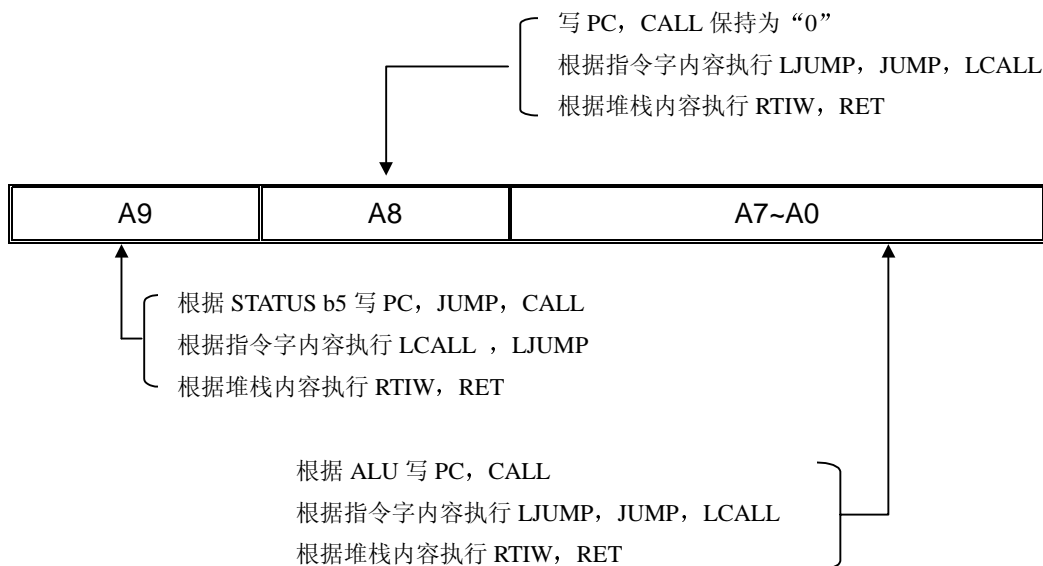 写 PC，CALL 保持为“0”
根据指令字内容执行 LJUMP，JUMP，LCALL
根据堆栈内容执行 RTIW，RET
A9 A8 A7~A0
根据 STATUS b5 写 PC，JUMP，CALL
根据指令字内容执行 LCALL ，LJUMP
根据堆栈内容执行 RTIW，RET
根据 ALU 写 PC，CALL
根据指令字内容执行 LJUMP，JUMP，LCALL
根据堆栈内容执行 RTIW，RET